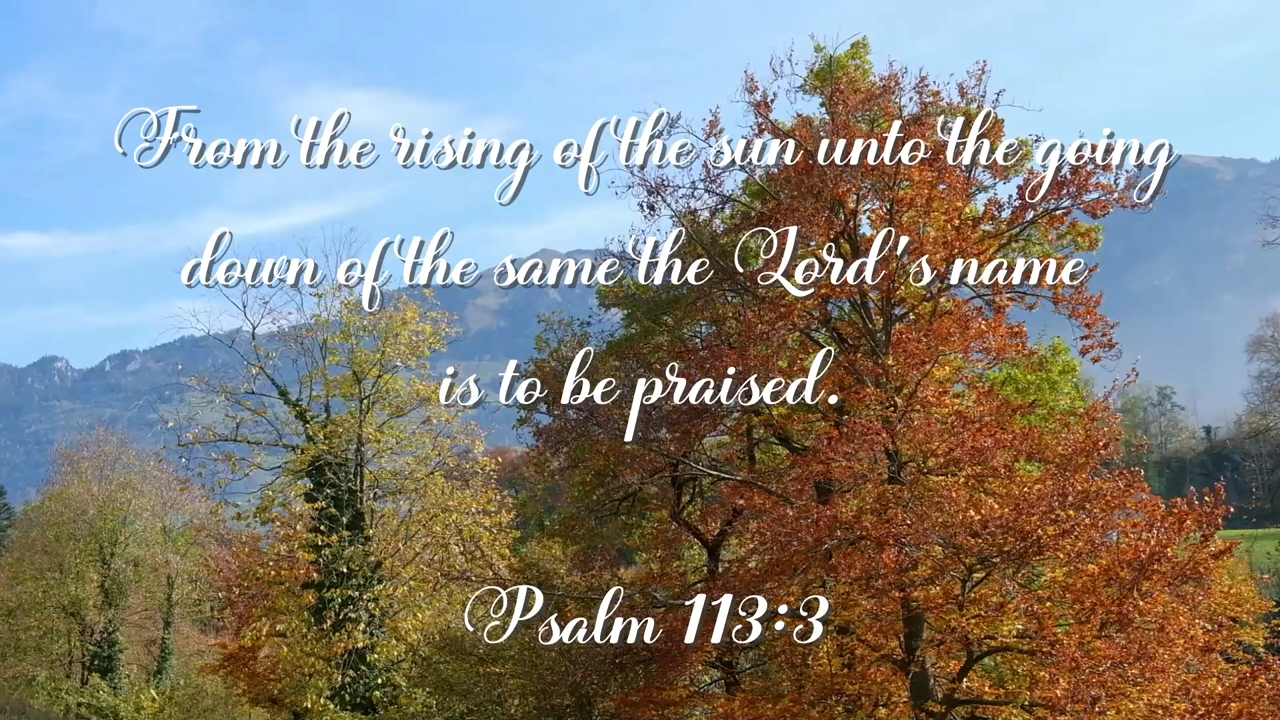 From the rising of the sun unto the going
down of the same the Lord's name
is to be praised.
Psalm 113:3